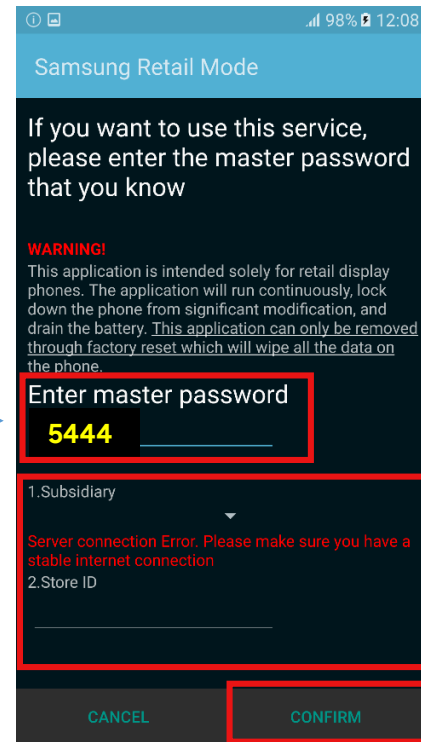 98% 12:08
Samsung Retail Mode
If you want to use this service,
please enter the master password
that you know
WARNING!
This application is intended solely for retail display
phones. The application will run continuously, lock
down the phone from significant modification, and
drain the battery. This application can only be removed
through factory reset which will wipe all the data on
the phone.
Enter master password
5444
1.Subsidiary
Server connection Error. Please make sure you have a
stable internet connection
2.Store ID
CANCEL CONFIRM